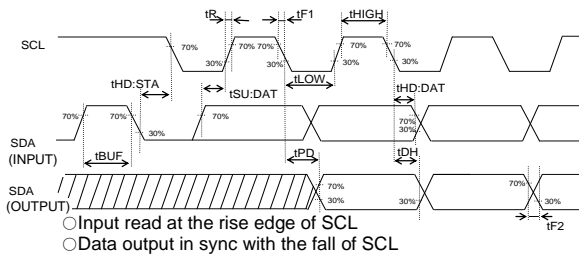 tR tF1 tHIGH
SCL 70% 70% 70% 70% 70%
30% 30% 30% 30%
tHD:STA tLOW tHD:DAT
tSU:DAT
70% 70% 70% 70%
30% 30%
SDA
(INPUT)
tBUF tPD tDH
SDA
(OUTPUT)
70% 70%
30% 30% 30%
tF2
○Input read at the rise edge of SCL
○Data output in sync with the fall of SCL